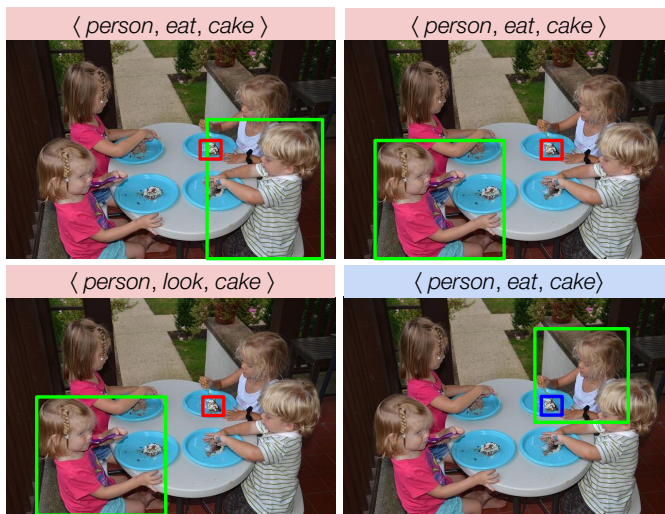 ⟨ person, eat, cake ⟩
⟨ person, eat, cake ⟩
⟨ person, look, cake ⟩
⟨ person, eat, cake⟩